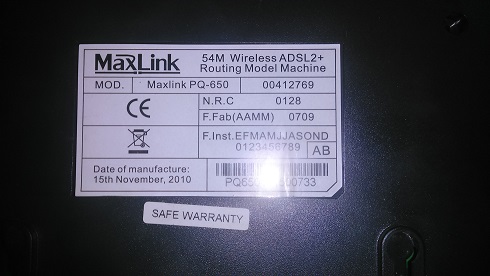 MaxLink
54M Wireless ADSL2+
Routing Model Machine
MOD. Maxlink PQ-650 00412769
N.R.C 0128
F.Fab(AAMM) 0709
F.Inst.EFMAMJJASOND
0123456789 AB
Date of manufacture:
15th November, 2010
SAFE WARRANTY